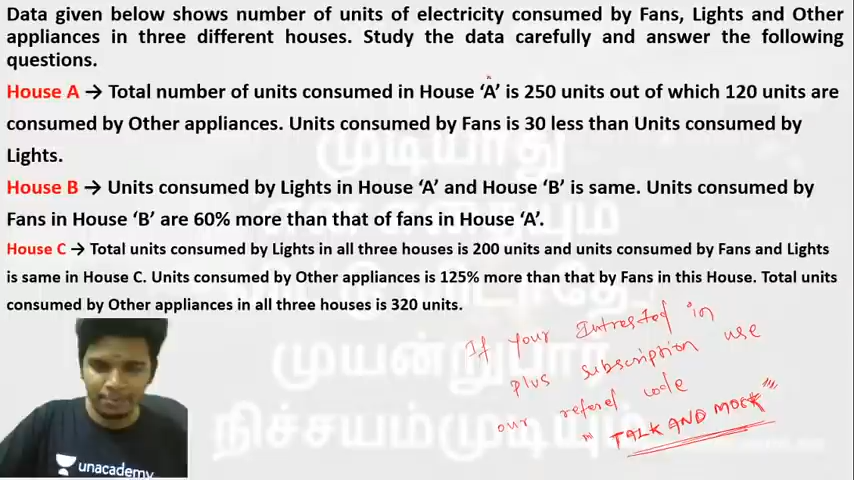 Data given below shows number of units of electricity consumed by Fans, Lights and Other
appliances in three different houses. Study the data carefully and answer the following
questions.
House A → Total number of units consumed in House ‘A’ is 250 units out of which 120 units are
consumed by Other appliances. Units consumed by Fans is 30 less than Units consumed by
Lights.
House B → Units consumed by Lights in House ‘A’ and House ‘B’ is same. Units consumed by
Fans in House ‘B’ are 60% more than that of fans in House ‘A’.
House C → Total units consumed by Lights in all three houses is 200 units and units consumed by Fans and Lights
is same in House C. Units consumed by Other appliances is 125% more than that by Fans in this House. Total units
consumed by Other appliances in all three houses is 320 units.
முடியாது
என
முயன்றுபார்
நிச்சயம்முடியும்
If your Intrested in
plus subscription use
our referel code
" TALK AND MOCK "
unacademy